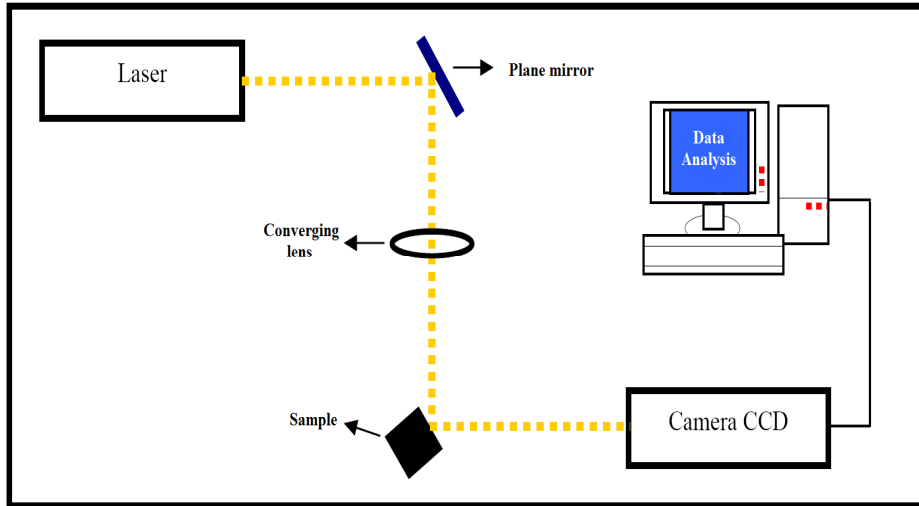 Laser
Plane mirror
Data
Analysis
Converging
lens
Sample
Camera CCD